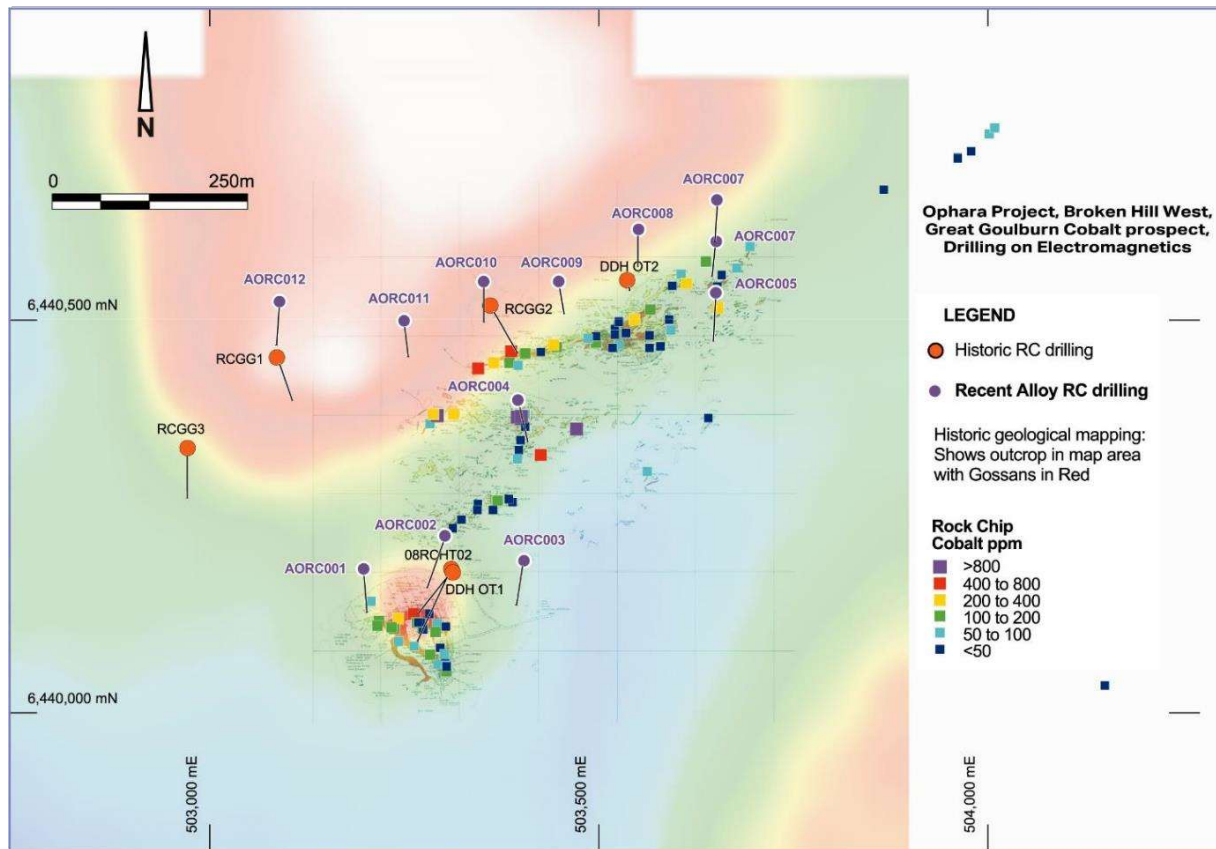 N
0 250m
AORC007
AORC008
AORC007
AORC010
AORC009
DDH OT2
AORC012
AORC005
6,440,500 mN
AORC011
RCGG2
RCGG1
AORC004
RCGG3
AORC002
08RCHT02
AORC003
AORC001
DDH OT1
6,440,000 mN
503,000 mE
503,500 mE
504,000 mE
Ophara Project, Broken Hill West,
Great Goulburn Cobalt prospect,
Drilling on Electromagnetics
LEGEND
Historic RC drilling
Recent Alloy RC drilling
Historic geological mapping:
Shows outcrop in map area
with Gossans in Red
Rock Chip
Cobalt ppm
>800
400 to 800
200 to 400
100 to 200
50 to 100
<50